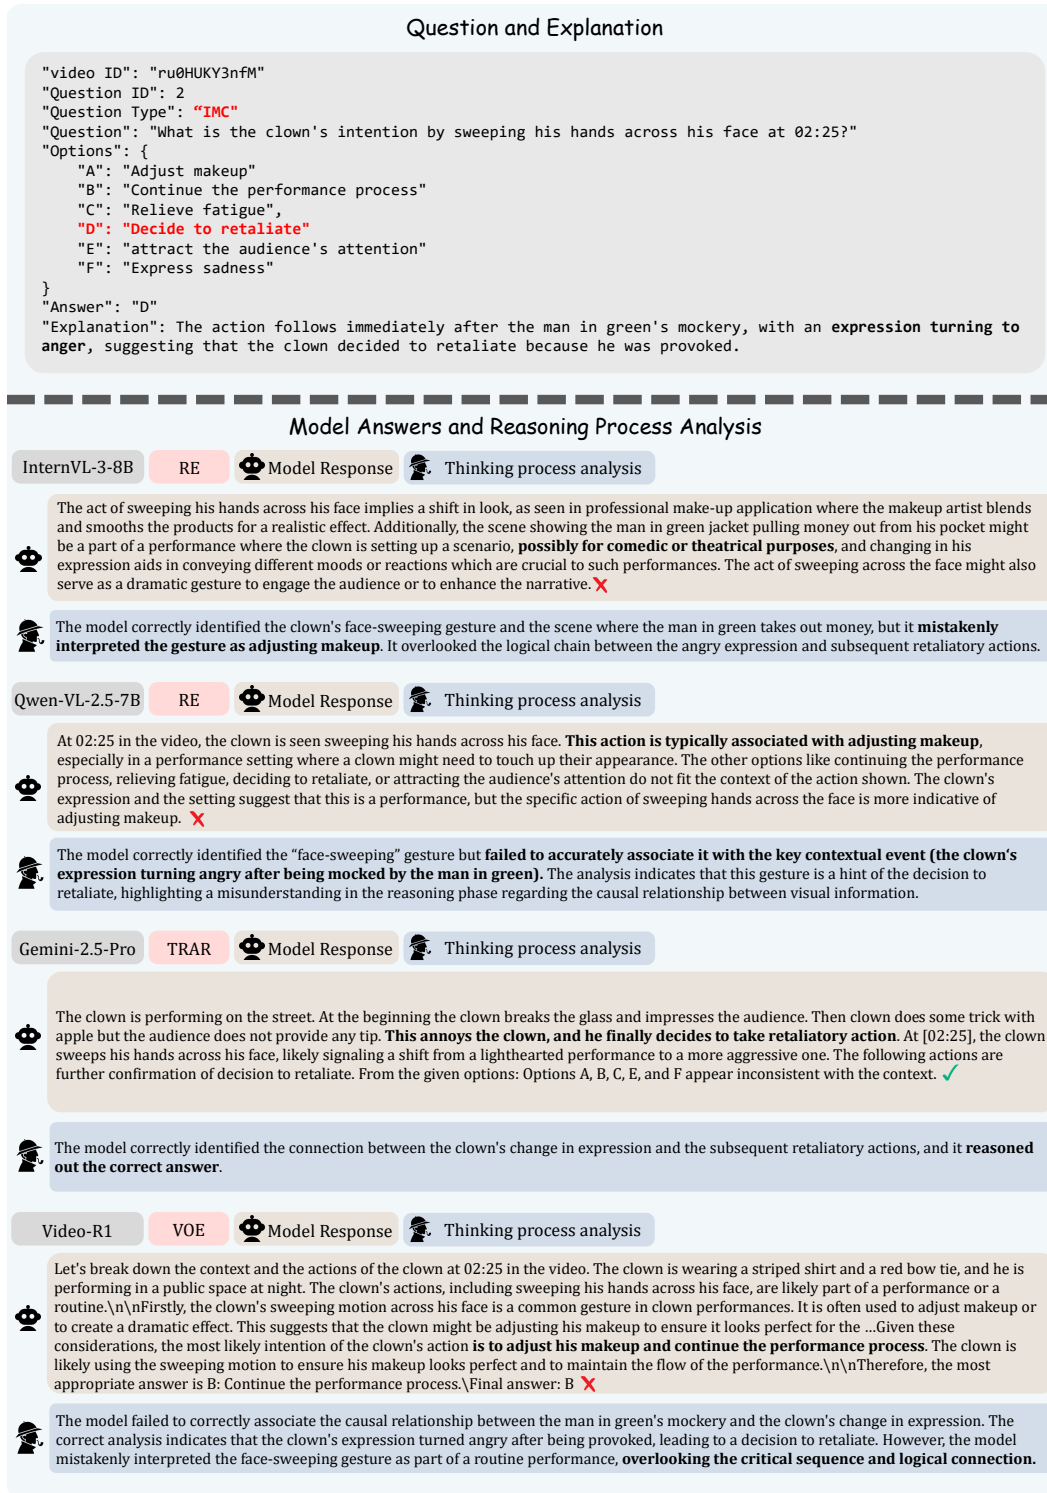 Question and Explanation
"video ID": "ru0HUKY3nfM"
"Question ID": 2
"Question Type": “IMC"
"Question": "What is the clown's intention by sweeping his hands across his face at 02:25?"
"Options": {
"A": "Adjust makeup"
"B": "Continue the performance process"
"C": "Relieve fatigue",
"D": "Decide to retaliate"
"E": "attract the audience's attention"
"F": "Express sadness"
}
"Answer": "D"
"Explanation": The action follows immediately after the man in green's mockery, with an expression turning to
anger, suggesting that the clown decided to retaliate because he was provoked.
Model Answers and Reasoning Process Analysis
InternVL-3-8B RE Model Response Thinking process analysis
The act of sweeping his hands across his face implies a shift in look, as seen in professional make-up application where the makeup artist blends
and smooths the products for a realistic effect. Additionally, the scene showing the man in green jacket pulling money out from his pocket might
be a part of a performance where the clown is setting up a scenario, possibly for comedic or theatrical purposes, and changing in his
expression aids in conveying different moods or reactions which are crucial to such performances. The act of sweeping across the face might also
serve as a dramatic gesture to engage the audience or to enhance the narrative.
The model correctly identified the clown's face-sweeping gesture and the scene where the man in green takes out money, but it mistakenly
interpreted the gesture as adjusting makeup. It overlooked the logical chain between the angry expression and subsequent retaliatory actions.
Qwen-VL-2.5-7B RE Model Response Thinking process analysis
At 02:25 in the video, the clown is seen sweeping his hands across his face. This action is typically associated with adjusting makeup,
especially in a performance setting where a clown might need to touch up their appearance. The other options like continuing the performance
process, relieving fatigue, deciding to retaliate, or attracting the audience's attention do not fit the context of the action shown. The clown's
expression and the setting suggest that this is a performance, but the specific action of sweeping hands across the face is more indicative of
adjusting makeup.
The model correctly identified the “face-sweeping” gesture but failed to accurately associate it with the key contextual event (the clown‘s
expression turning angry after being mocked by the man in green). The analysis indicates that this gesture is a hint of the decision to
retaliate, highlighting a misunderstanding in the reasoning phase regarding the causal relationship between visual information.
Gemini-2.5-Pro TRAR Model Response Thinking process analysis
The clown is performing on the street. At the beginning the clown breaks the glass and impresses the audience. Then clown does some trick with
apple but the audience does not provide any tip. This annoys the clown, and he finally decides to take retaliatory action. At [02:25], the clown
sweeps his hands across his face, likely signaling a shift from a lighthearted performance to a more aggressive one. The following actions are
further confirmation of decision to retaliate. From the given options: Options A, B, C, E, and F appear inconsistent with the context.
The model correctly identified the connection between the clown's change in expression and the subsequent retaliatory actions, and it reasoned
out the correct answer.
Video-R1 VOE Model Response Thinking process analysis
Let's break down the context and the actions of the clown at 02:25 in the video. The clown is wearing a striped shirt and a red bow tie, and he is
performing in a public space at night. The clown's actions, including sweeping his hands across his face, are likely part of a performance or a
routine.\n\nFirstly, the clown's sweeping motion across his face is a common gesture in clown performances. It is often used to adjust makeup or
to create a dramatic effect. This suggests that the clown might be adjusting his makeup to ensure it looks perfect for the ...Given these
considerations, the most likely intention of the clown's action is to adjust his makeup and continue the performance process. The clown is
likely using the sweeping motion to ensure his makeup looks perfect and to maintain the flow of the performance.\n\nTherefore, the most
appropriate answer is B: Continue the performance process.\Final answer: B
The model failed to correctly associate the causal relationship between the man in green's mockery and the clown's change in expression. The
correct analysis indicates that the clown's expression turned angry after being provoked, leading to a decision to retaliate. However, the model
mistakenly interpreted the face-sweeping gesture as part of a routine performance, overlooking the critical sequence and logical connection.